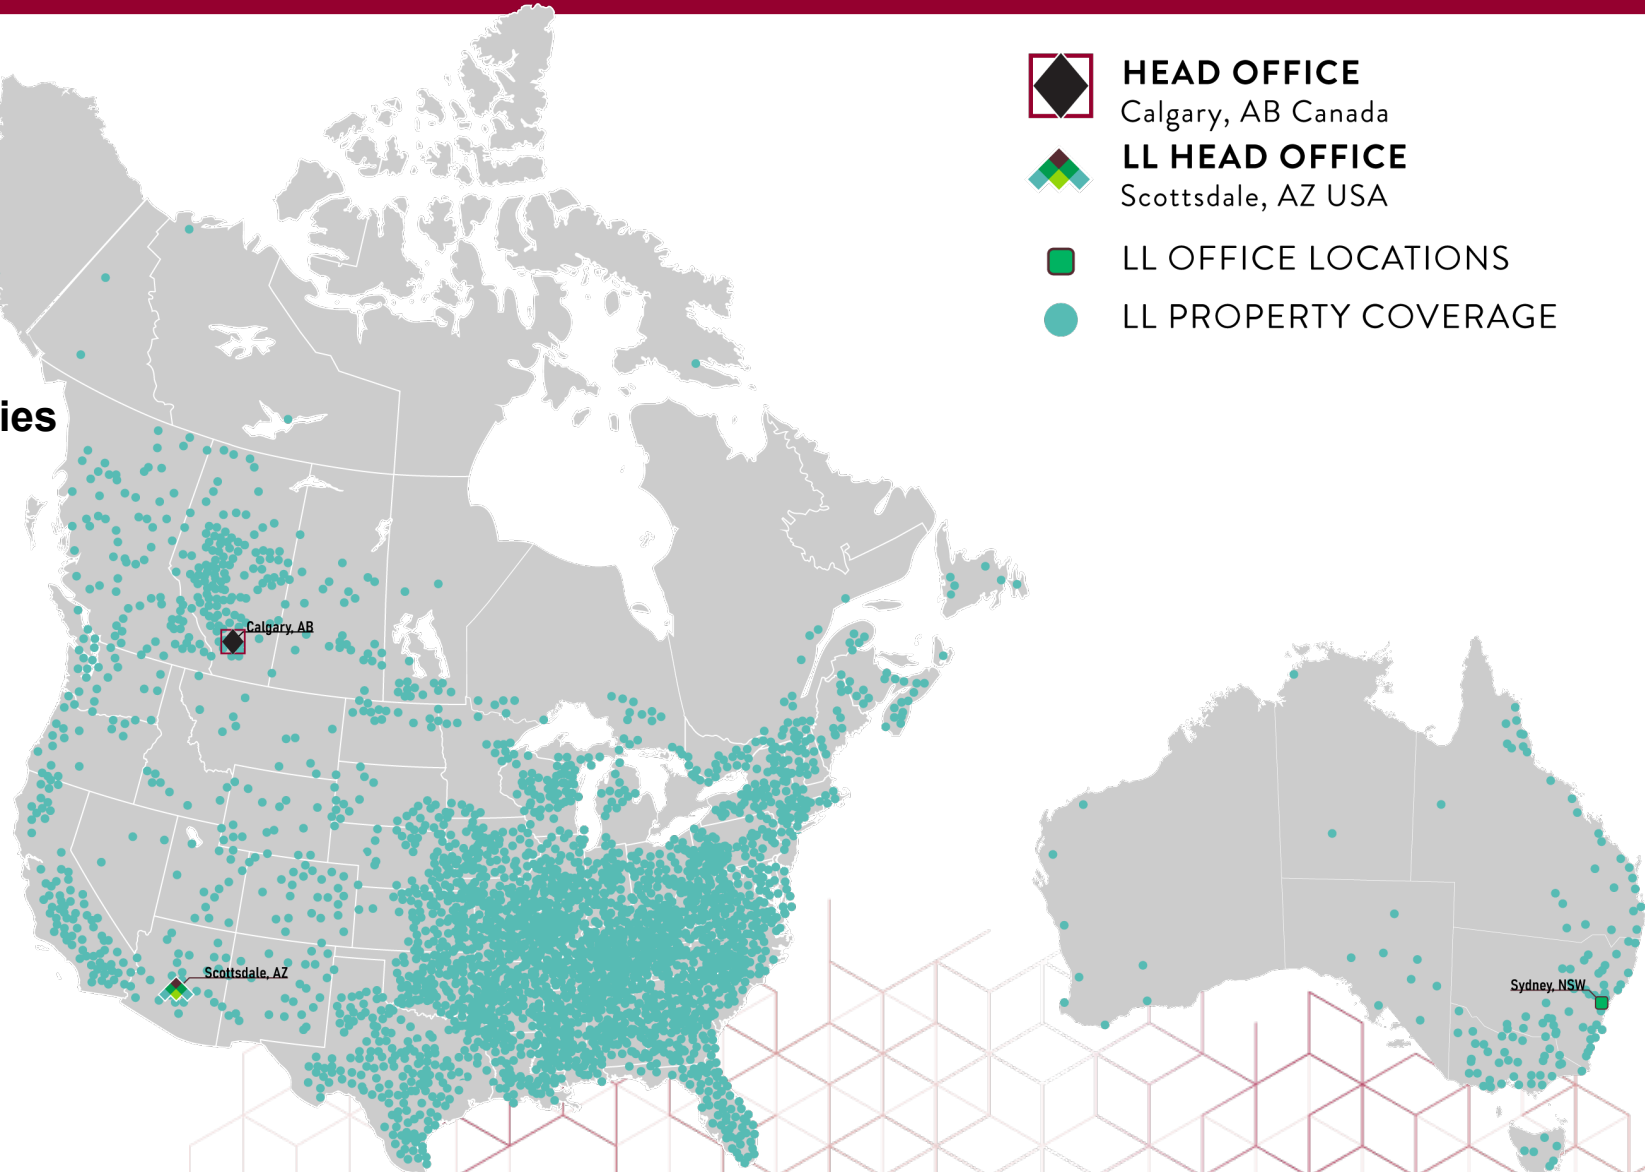 HEAD OFFICE
Calgary, AB Canada
LL HEAD OFFICE
Scottsdale, AZ USA
LL OFFICE LOCATIONS
LL PROPERTY COVERAGE
ies
Calgary, AB
Scottsdale, AZ
Sydney, NSW